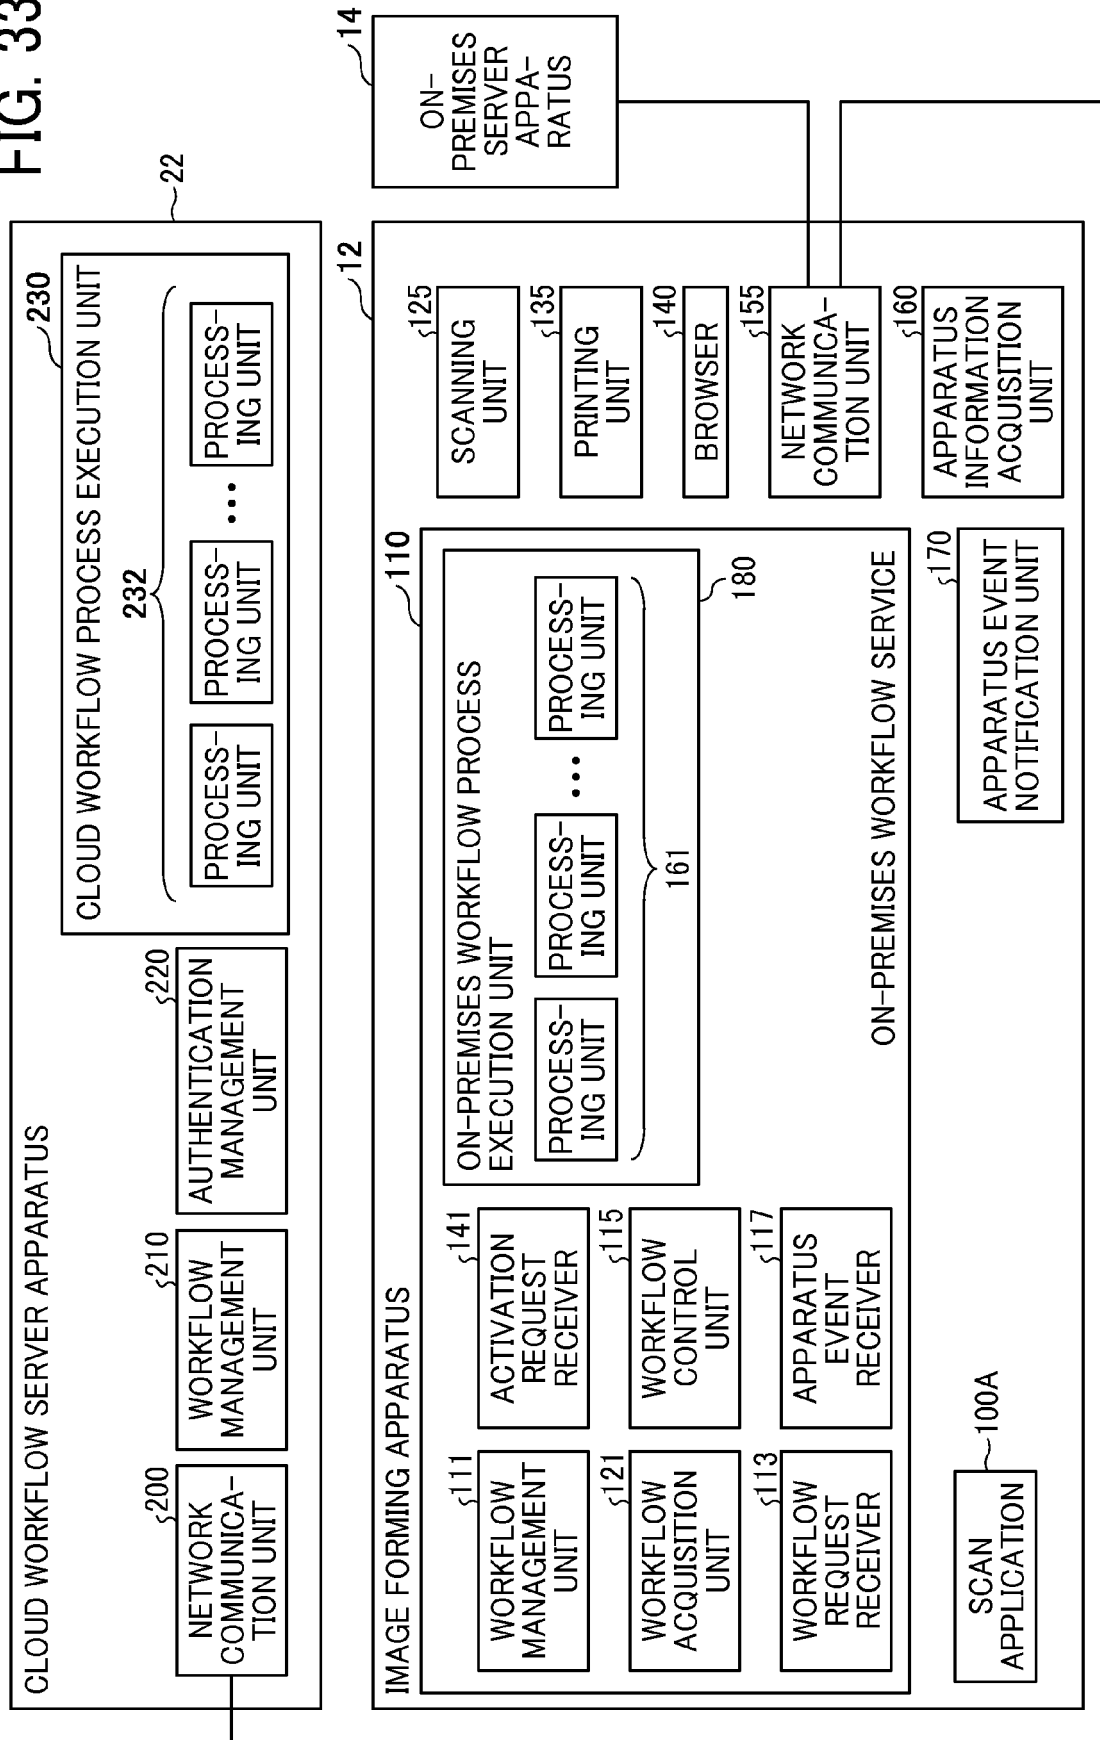 FIG. 33
CLOUD WORKFLOW SERVER APPARATUS
22
200
NETWORK
COMMUNICA-
TION UNIT
210
WORKFLOW
MANAGEMENT
UNIT
220
AUTHENTICATION
MANAGEMENT
UNIT
230
CLOUD WORKFLOW PROCESS EXECUTION UNIT
232
PROCESS-
ING UNIT
PROCESS-
ING UNIT
...
PROCESS-
ING UNIT
IMAGE FORMING APPARATUS
12
14
ON-
PREMISES
SERVER
APPA-
RATUS
110
111
WORKFLOW
MANAGEMENT
UNIT
141
ACTIVATION
REQUEST
RECEIVER
121
WORKFLOW
ACQUISITION
UNIT
115
WORKFLOW
CONTROL
UNIT
113
WORKFLOW
REQUEST
RECEIVER
117
APPARATUS
EVENT
RECEIVER
ON-PREMISES WORKFLOW PROCESS
EXECUTION UNIT
PROCESS-
ING UNIT
PROCESS-
ING UNIT
...
PROCESS-
ING UNIT
161
180
ON-PREMISES WORKFLOW SERVICE
125
SCANNING
UNIT
135
PRINTING
UNIT
140
BROWSER
155
NETWORK
COMMUNICA-
TION UNIT
160
APPARATUS
INFORMATION
ACQUISITION
UNIT
170
APPARATUS EVENT
NOTIFICATION UNIT
100A
SCAN
APPLICATION